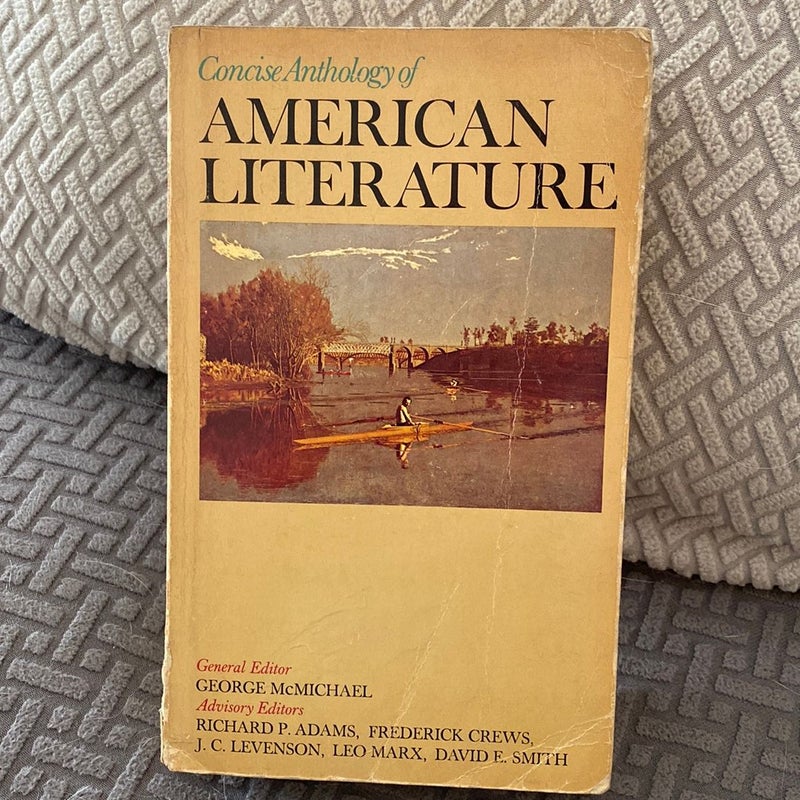 Concise Anthology of
AMERICAN
LITERATURE
General Editor
GEORGE McMICHAEL
Advisory Editors
RICHARD P. ADAMS, FREDERICK CREWS,
J. C. LEVENSON, LEO MARX, DAVID E. SMITH